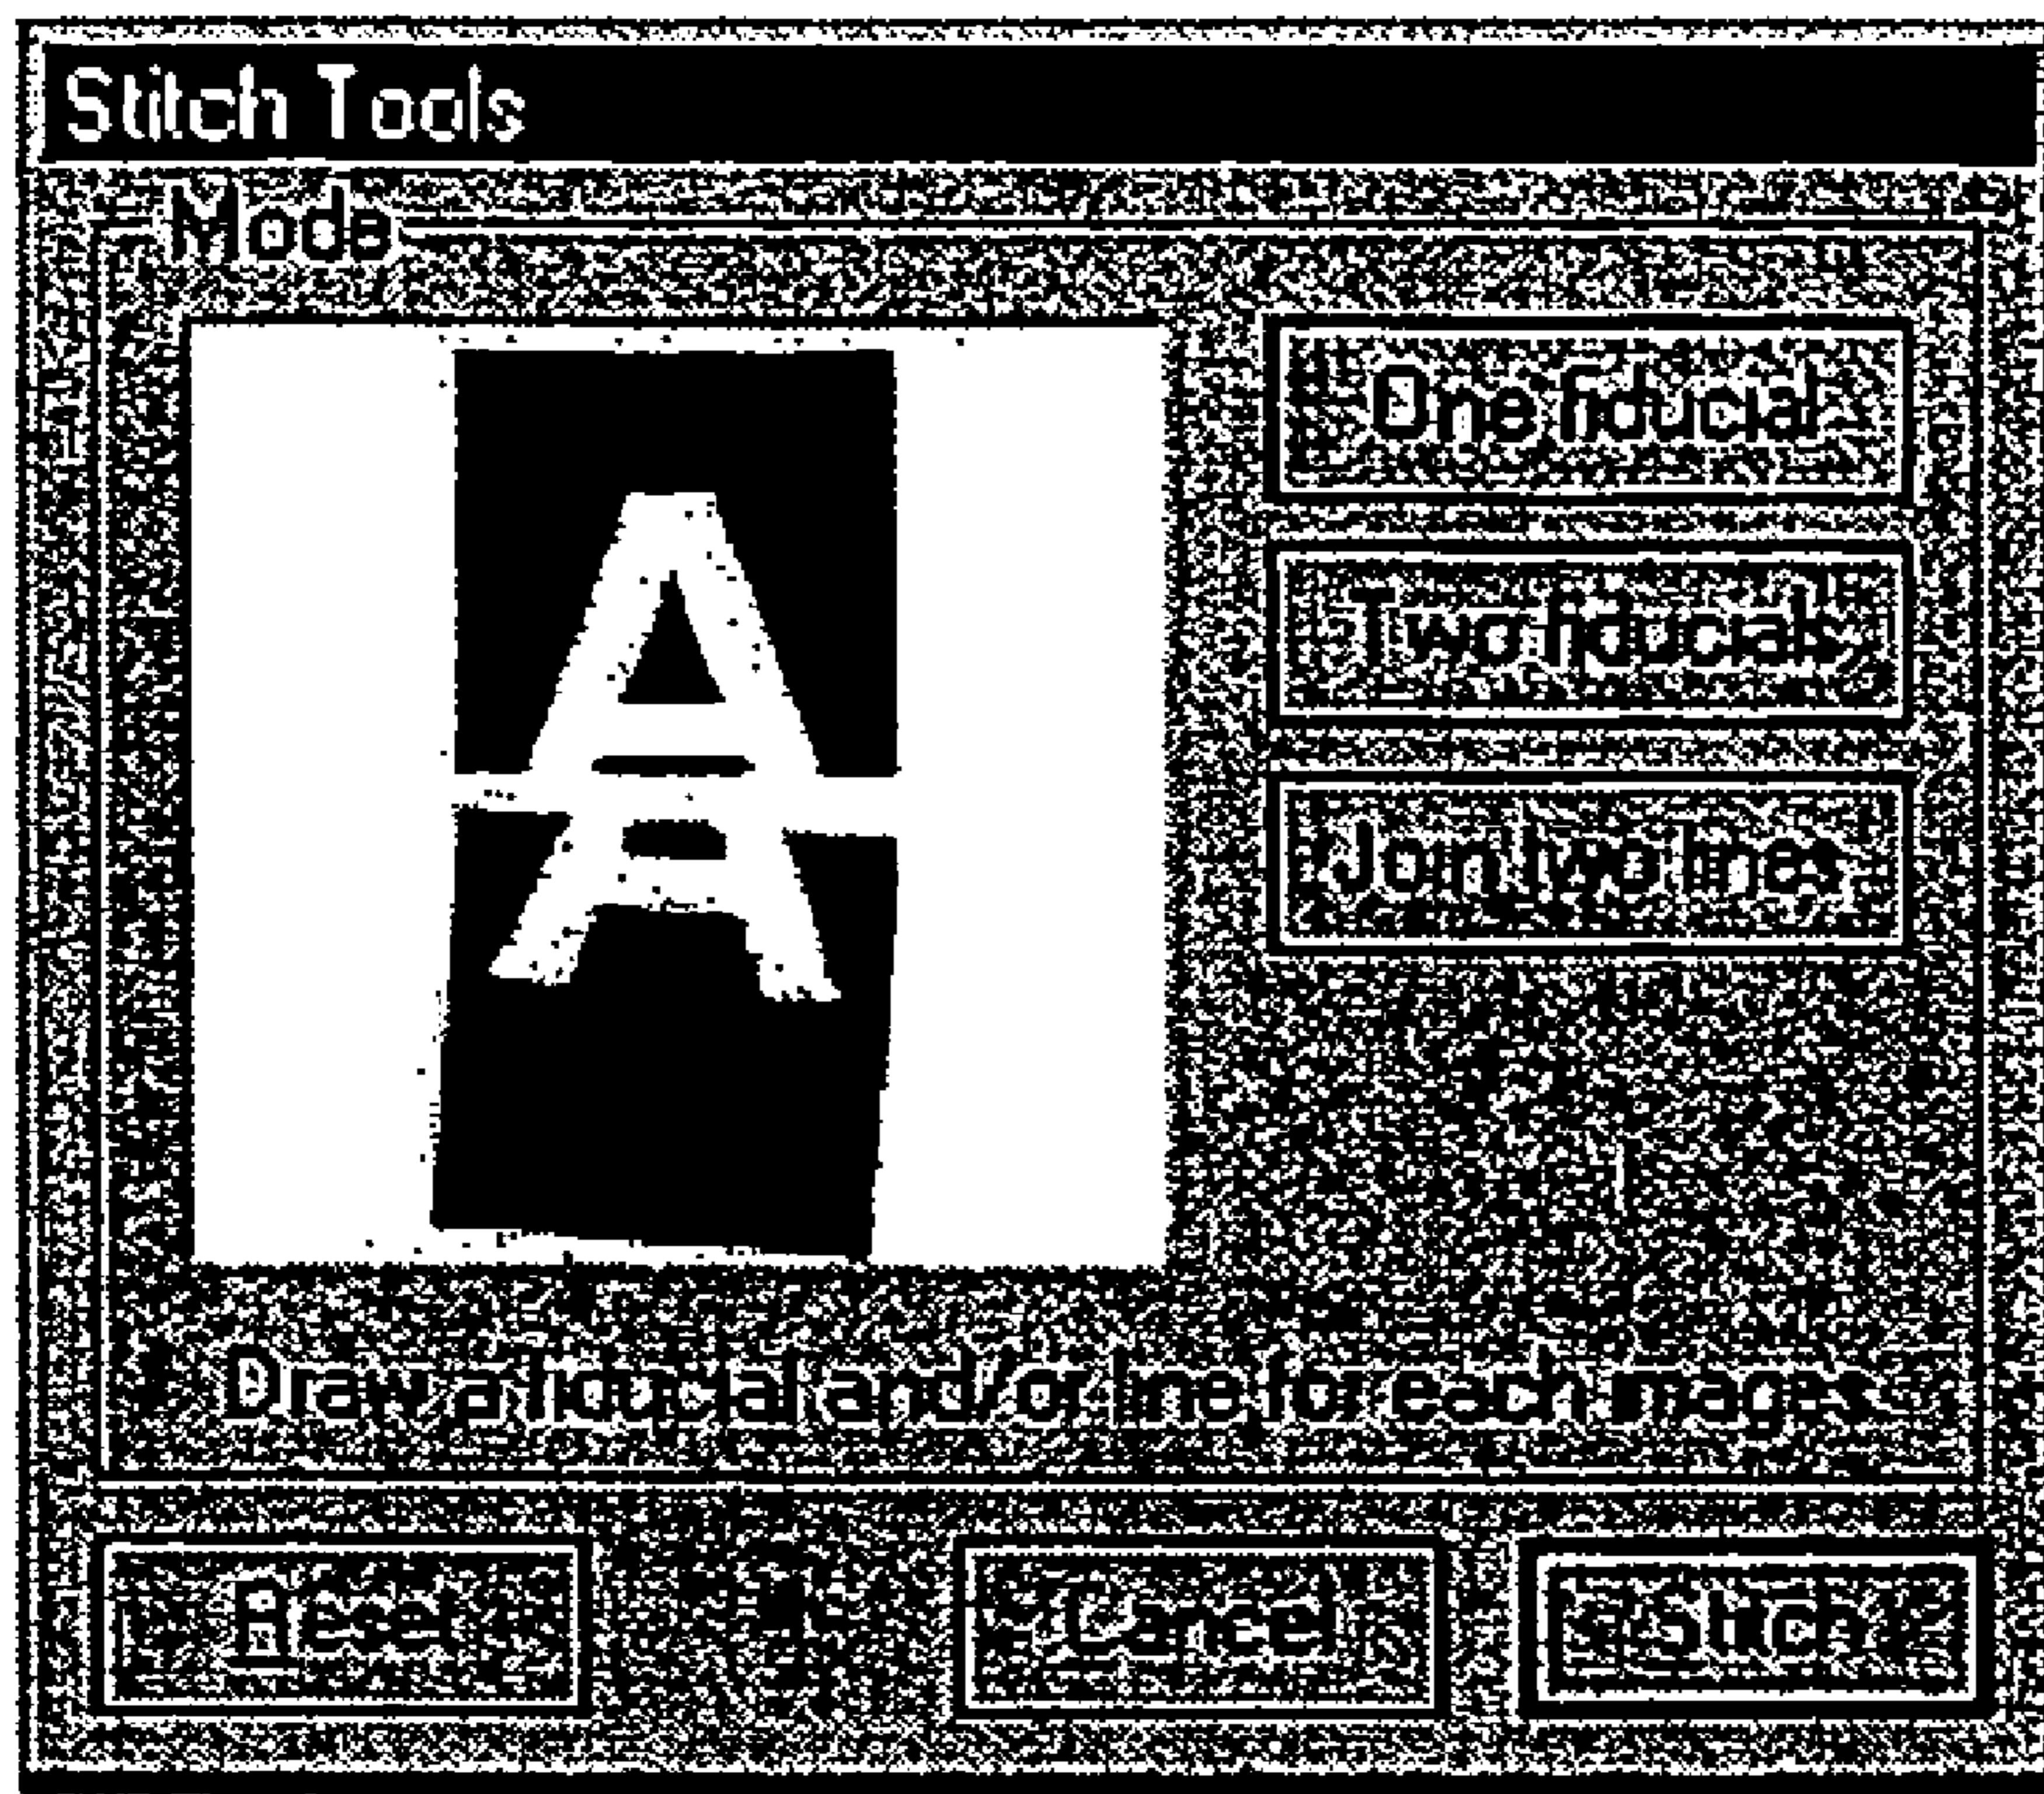 Stitch Tools
Mode
A
One fiducial
Two fiducials
Join two lines
Draw a fiducial and/or line for each images
Reset
Cancel
Stitch